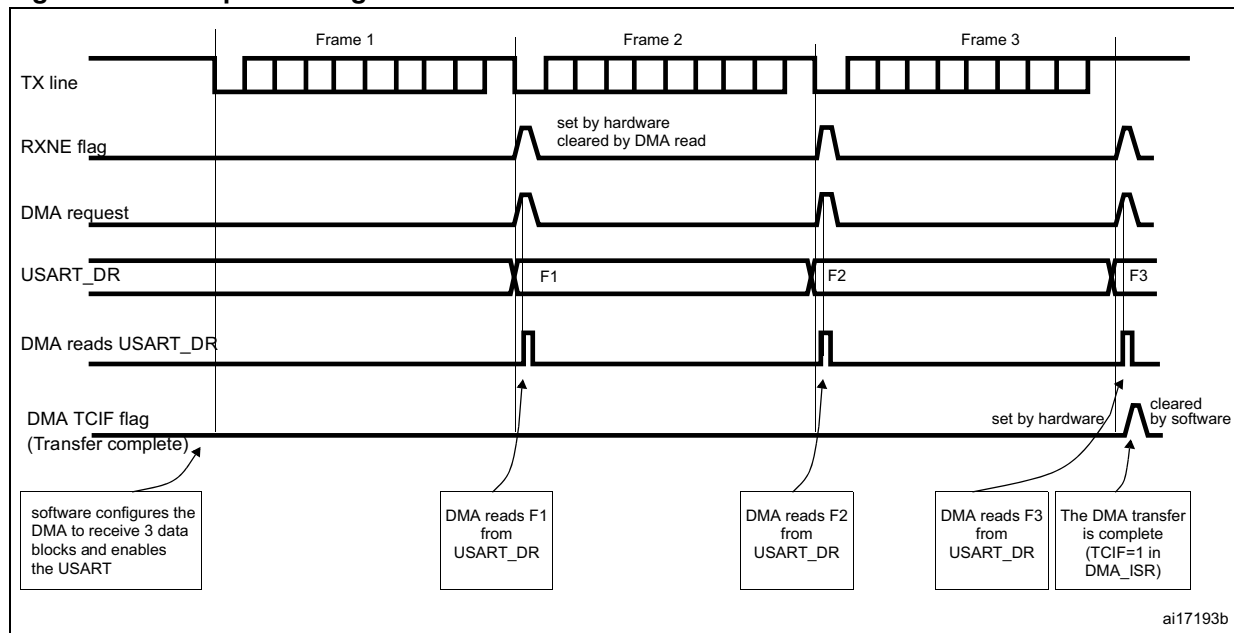 Frame 1 Frame 2 Frame 3
TX line
set by hardware
cleared by DMA read
RXNE flag
DMA request
USART_DR
F1 F2 F3
DMA reads USART_DR
DMA TCIF flag
(Transfer complete)
set by hardware
cleared
by software
software configures the
DMA to receive 3 data
blocks and enables
the USART
DMA reads F1
from
USART_DR
DMA reads F2
from
USART_DR
DMA reads F3
from
USART_DR
The DMA transfer
is complete
(TCIF=1 in
DMA_ISR)
ai17193b